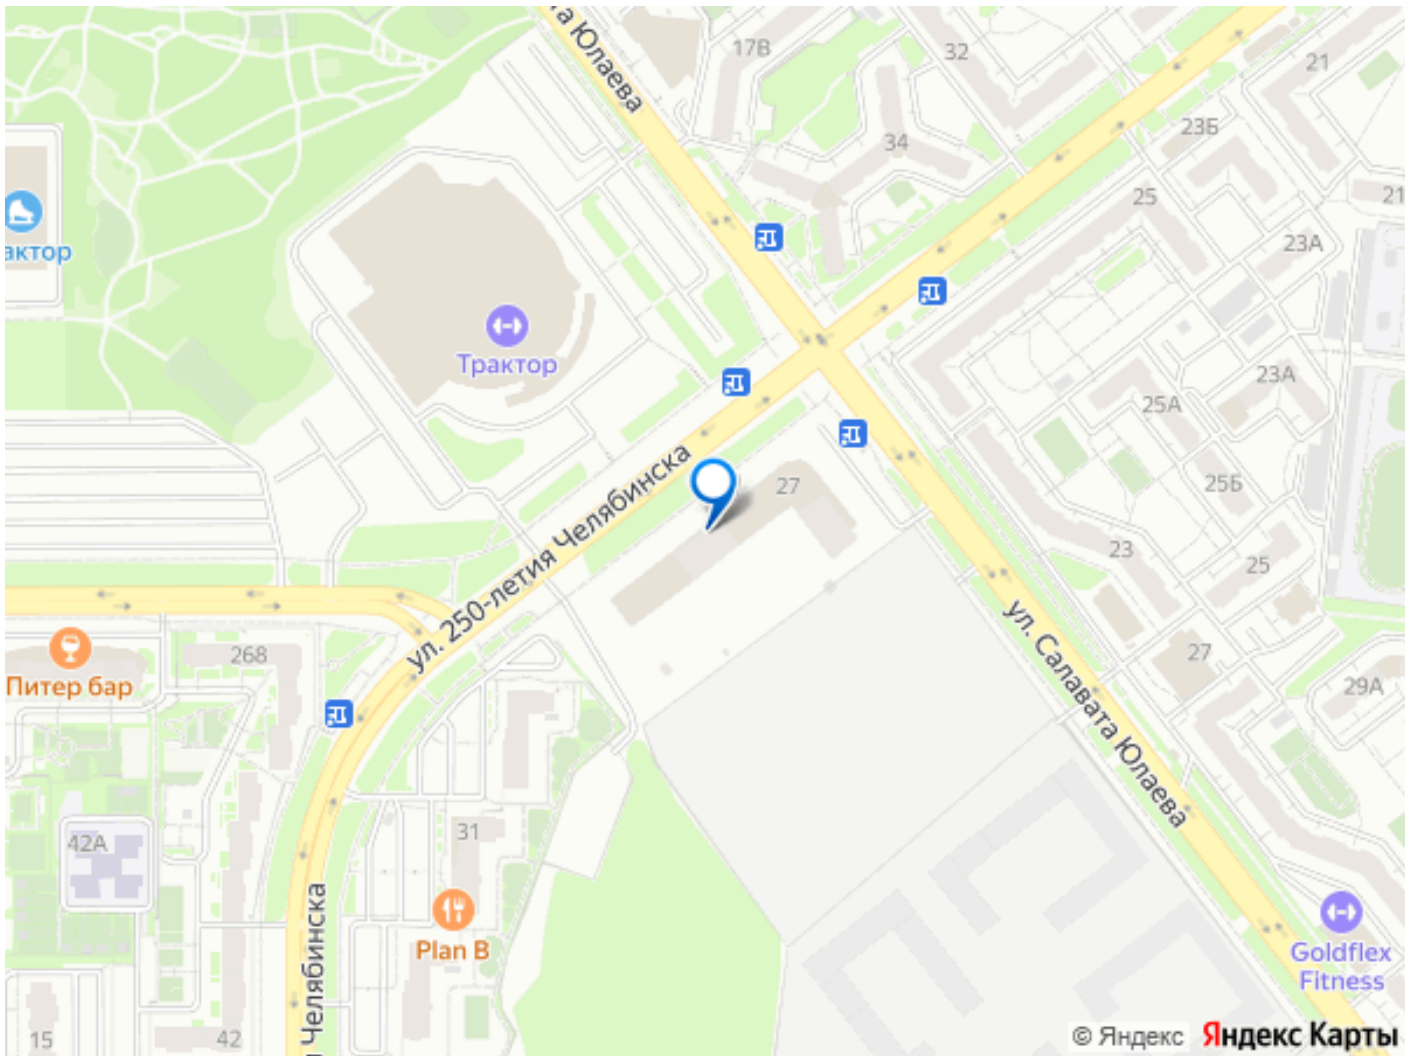 17В
32
21
та Юлаева
34
23Б
25
21
актор
23А
Трактор
23А
25А
27
25Б
ул. 250-летия Челябинска
23
25
268
Питер бар
ул. Салавата Юлаева
27
29А
31
42А
Plan B
я Челябинска
Goldflex
Fitness
15
42
© Яндекс Яндекс Карты